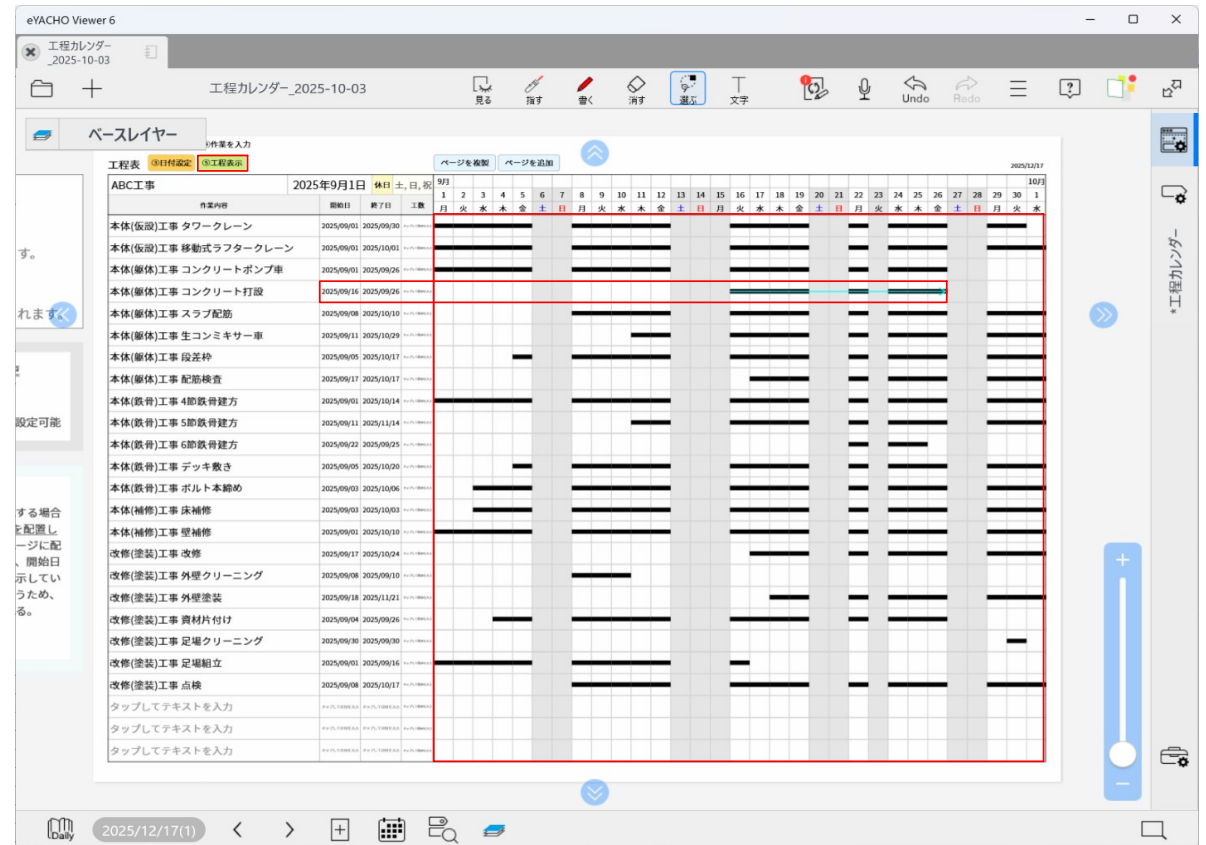 eYACHO Viewer 6
工程カレンダー
_2025-10-03
工程カレンダー_2025-10-03
見る 指す 書く 消す 選ぶ 文字 Undo Redo
ベースレイヤー
作業を入力
工程表 ③日付設定 ⑤工程表示 ページを複製 ページを追加
2025/12/17
ABC工事 2025年9月1日 休日 土, 日, 祝 9月 10月
1 2 3 4 5 6 7 8 9 10 11 12 13 14 15 16 17 18 19 20 21 22 23 24 25 26 27 28 29 30 1
作業内容 開始日 終了日 工数 月 火 水 木 金 土 日 月 火 水 木 金 土 日 月 火 水 木 金 土 日 月 火 水 木 金 土 日 月 火 水
本体(仮設)工事 タワークレーン 2025/09/01 2025/09/30
本体(仮設)工事 移動式ラフタークレーン 2025/09/01 2025/10/01
本体(躯体)工事 コンクリートポンプ車 2025/09/01 2025/09/26
本体(躯体)工事 コンクリート打設 2025/09/16 2025/09/26
本体(躯体)工事 スラブ配筋 2025/09/08 2025/10/10
本体(躯体)工事 生コンミキサー車 2025/09/11 2025/10/29
本体(躯体)工事 段差枠 2025/09/05 2025/10/17
本体(躯体)工事 配筋検査 2025/09/17 2025/10/17
本体(鉄骨)工事 4節鉄骨建方 2025/09/01 2025/10/14
本体(鉄骨)工事 5節鉄骨建方 2025/09/11 2025/11/14
本体(鉄骨)工事 6節鉄骨建方 2025/09/22 2025/09/25
本体(鉄骨)工事 デッキ敷き 2025/09/05 2025/10/20
本体(鉄骨)工事 ボルト本締め 2025/09/03 2025/10/06
本体(補修)工事 床補修 2025/09/03 2025/10/03
本体(補修)工事 壁補修 2025/09/01 2025/10/10
改修(塗装)工事 改修 2025/09/17 2025/10/24
改修(塗装)工事 外壁クリーニング 2025/09/08 2025/09/10
改修(塗装)工事 外壁塗装 2025/09/18 2025/11/21
改修(塗装)工事 資材片付け 2025/09/04 2025/09/26
改修(塗装)工事 足場クリーニング 2025/09/30 2025/09/30
改修(塗装)工事 足場組立 2025/09/01 2025/09/16
改修(塗装)工事 点検 2025/09/08 2025/10/17
タップしてテキストを入力
タップしてテキストを入力
タップしてテキストを入力
す。
れます。
設定可能
する場合
を配置し
ージに配
、開始日
示してい
うため、
る。
*工程カレンダー
Daily 2025/12/17(1)